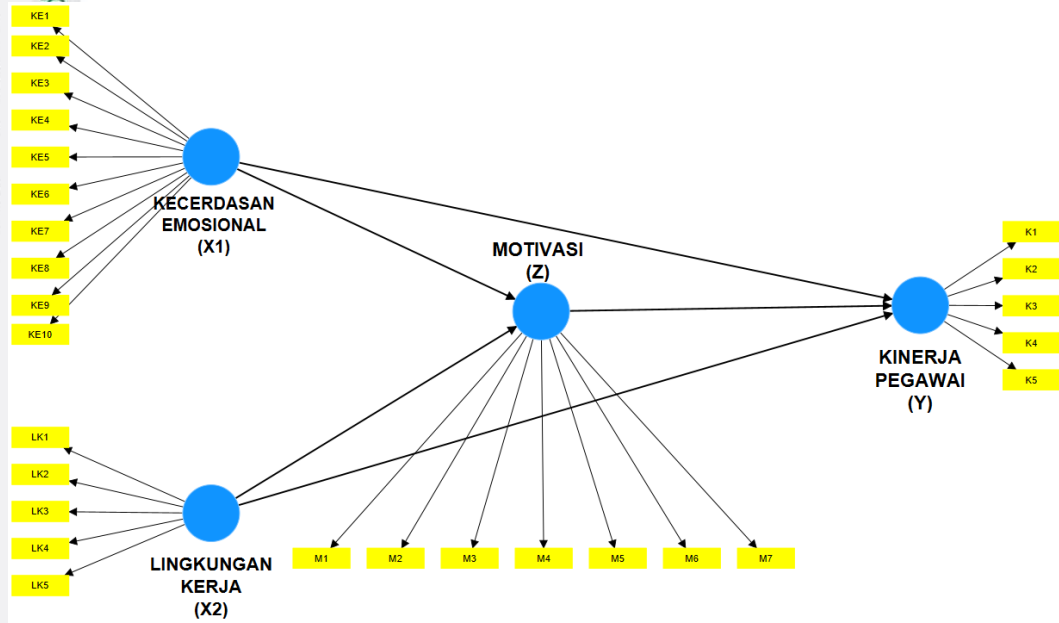 KE1
KE2
KE3
KE4
KE5
KE6
KE7
KE8
KE9
KE10
KECERDASAN
EMOSIONAL
(X1)
MOTIVASI
(Z)
K1
K2
K3
K4
K5
KINERJA
PEGAWAI
(Y)
LK1
LK2
LK3
LK4
LK5
LINGKUNGAN
KERJA
(X2)
M1
M2
M3
M4
M5
M6
M7